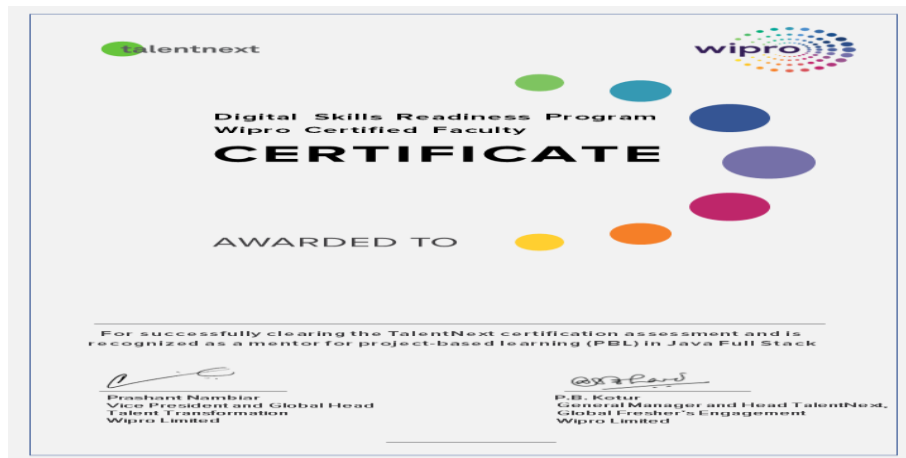 talentnext
wipro
Digital Skills Readiness Program
Wipro Certified Faculty
CERTIFICATE
AWARDED TO
For successfully clearing the TalentNext certification assessment and is
recognized as a mentor for project-based learning (PBL) in Java Full Stack
Prashant Nambiar
Vice President and Global Head
Talent Transformation
Wipro Limited
P.B. Kotur
General Manager and Head TalentNext,
Global Fresher's Engagement
Wipro Limited